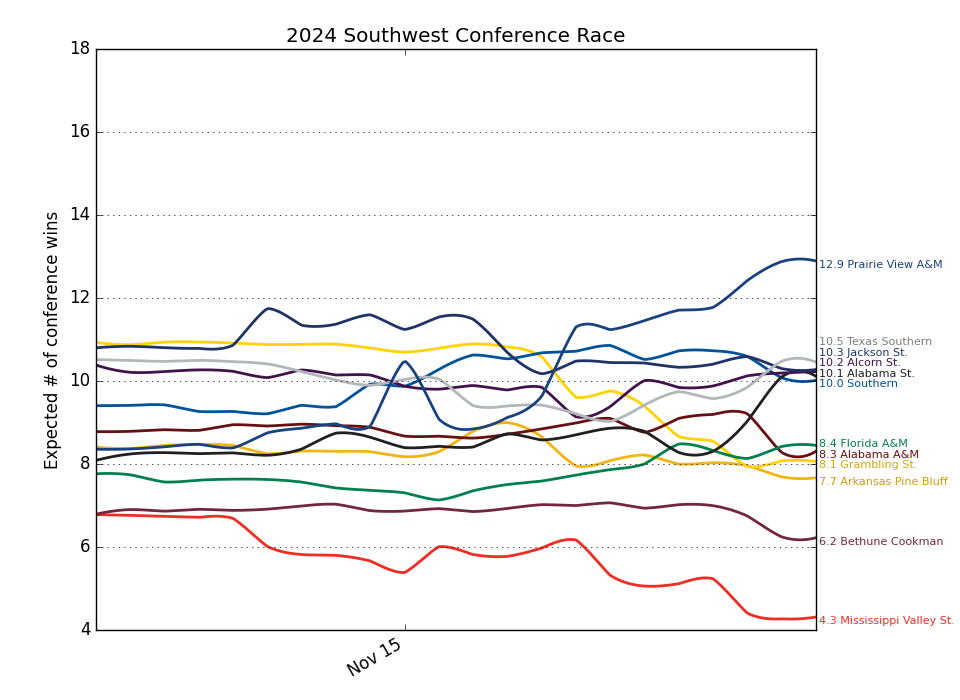 2024 Southwest Conference Race
Expected # of conference wins
18
16
14
12
10
8
6
4
Nov 15
12.9 Prairie View A&M
10.5 Texas Southern
10.3 Jackson St.
10.2 Alcorn St.
10.1 Alabama St.
10.0 Southern
8.4 Florida A&M
8.3 Alabama A&M
8.1 Grambling St.
7.7 Arkansas Pine Bluff
6.2 Bethune Cookman
4.3 Mississippi Valley St.